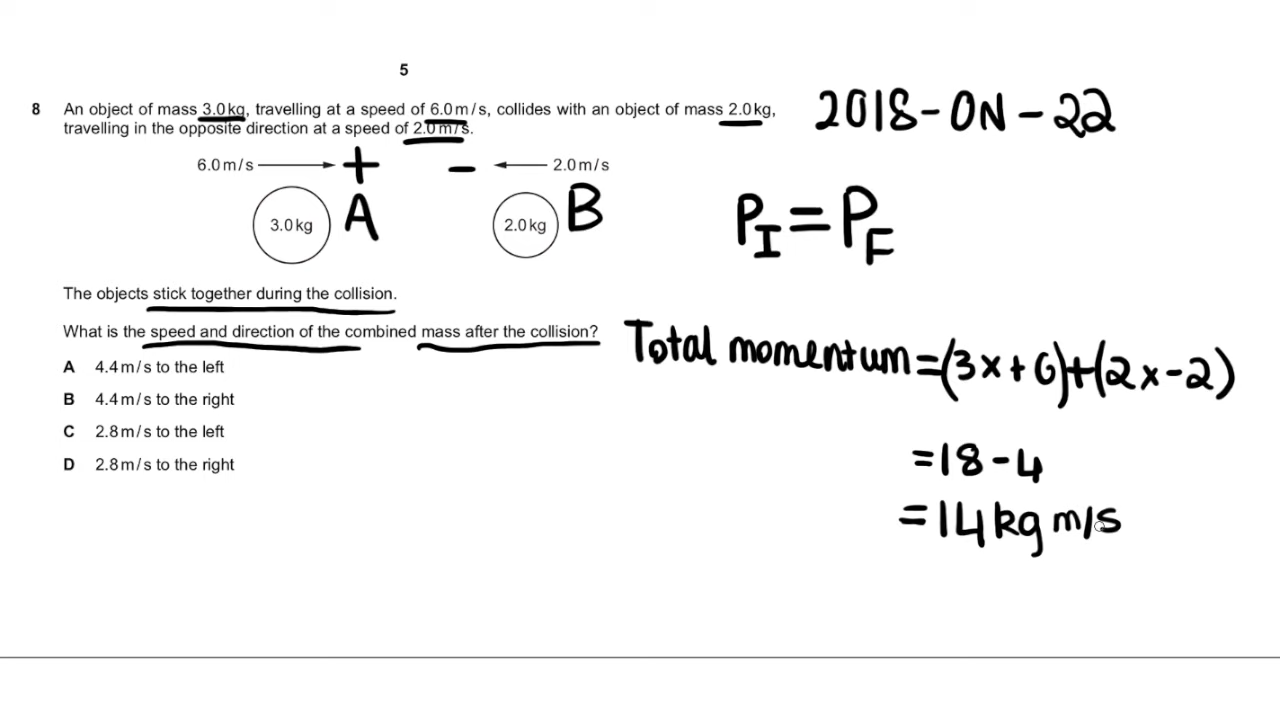 5
8 An object of mass 3.0 kg, travelling at a speed of 6.0 m/s, collides with an object of mass 2.0 kg,
travelling in the opposite direction at a speed of 2.0 m/s.
2018-ON-22
6.0 m/s + - 2.0 m/s
3.0 kg A 2.0 kg B
PI = PF
The objects stick together during the collision.
What is the speed and direction of the combined mass after the collision?
Total momentum = (3x+6)+(2x-2)
A 4.4 m/s to the left
B 4.4 m/s to the right
C 2.8 m/s to the left
D 2.8 m/s to the right
=18-4
=14 kg m/s